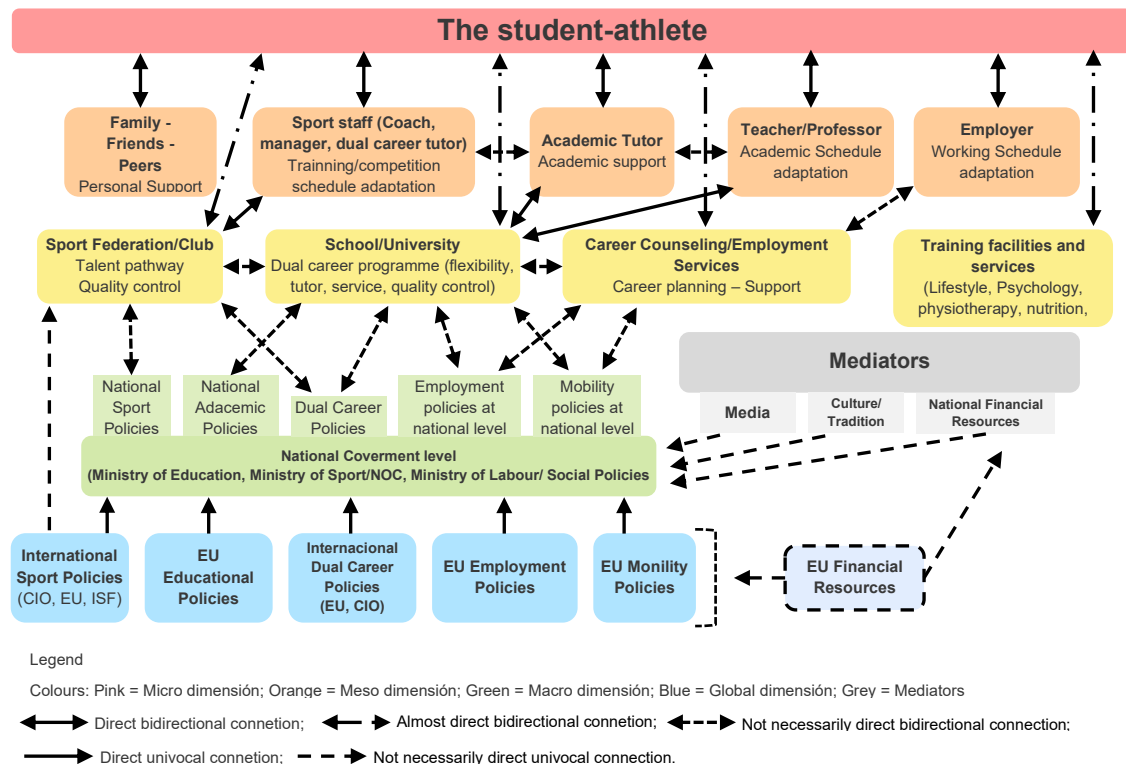 The student-athlete
Family -
Friends -
Peers
Personal Support
Sport staff (Coach,
manager, dual career tutor)
Trainning/competition
schedule adaptation
Academic Tutor
Academic support
Teacher/Professor
Academic Schedule
adaptation
Employer
Working Schedule
adaptation
Sport Federation/Club
Talent pathway
Quality control
School/University
Dual career programme (flexibility,
tutor, service, quality control)
Career Counseling/Employment
Services
Career planning – Support
Training facilities and
services
(Lifestyle, Psychology,
physiotherapy, nutrition,
National
Sport
Policies
National
Adacemic
Policies
Dual Career
Policies
Employment
policies at
national level
Mobility
policies at
national level
Mediators
Media
Culture/
Tradition
National Financial
Resources
National Coverment level
(Ministry of Education, Ministry of Sport/NOC, Ministry of Labour/ Social Policies
International
Sport Policies
(CIO, EU, ISF)
EU
Educational
Policies
Internacional
Dual Career
Policies
(EU, CIO)
EU Employment
Policies
EU Monility
Policies
EU Financial
Resources
Legend
Colours: Pink = Micro dimensión; Orange = Meso dimensión; Green = Macro dimensión; Blue = Global dimensión; Grey = Mediators
Direct bidirectional connetion; Almost direct bidirectional connetion; Not necessarily direct bidirectional connection;
Direct univocal connetion; Not necessarily direct univocal connection.